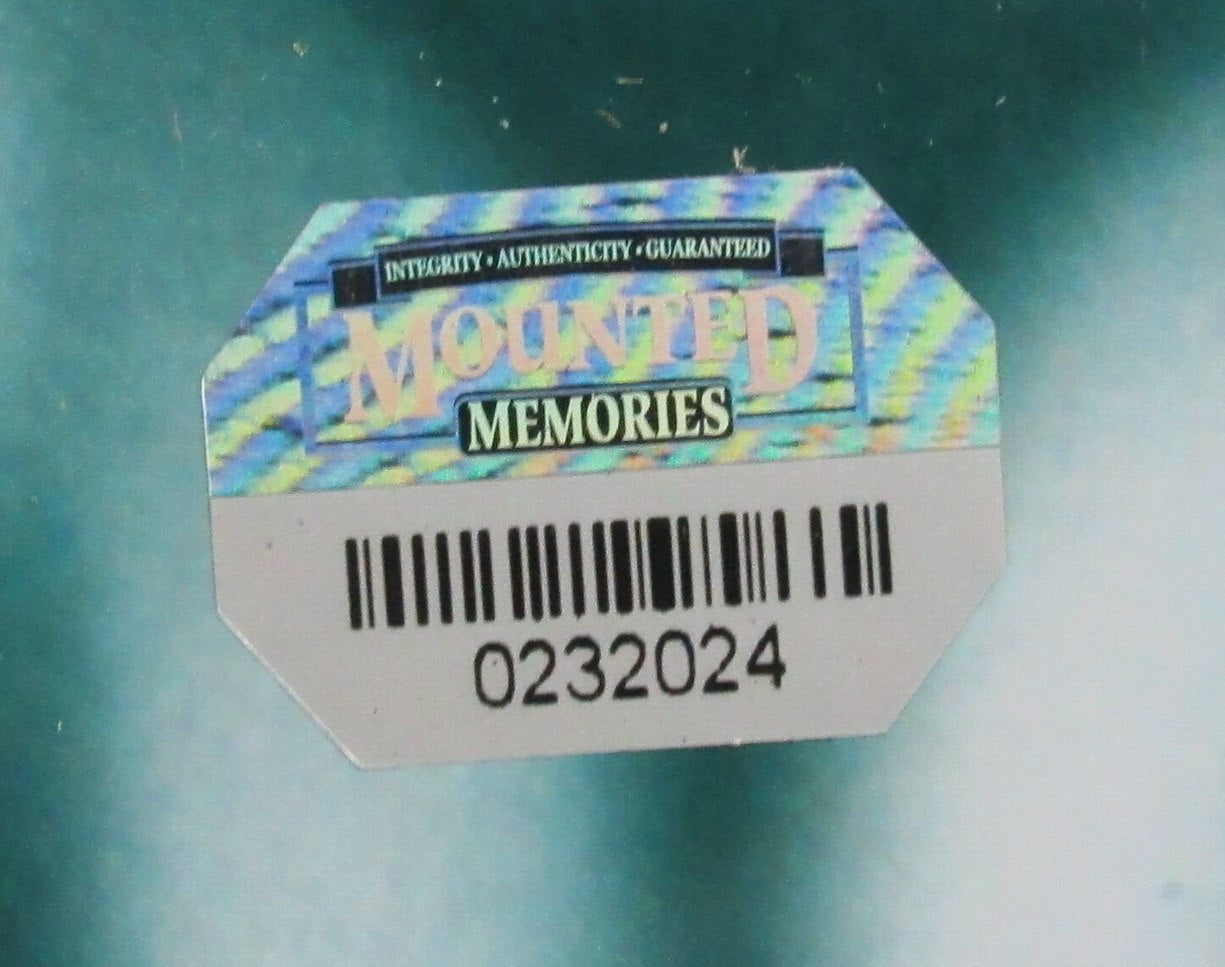 INTEGRITY • AUTHENTICITY • GUARANTEED
MOUNTED
MEMORIES
0232024